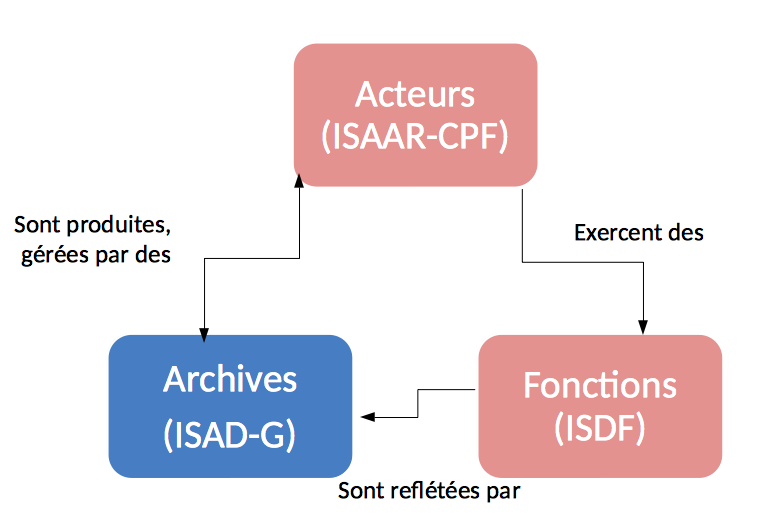 Acteurs
(ISAAR-CPF)
Sont produites,
gérées par des
Exercent des
Archives
(ISAD-G)
Fonctions
(ISDF)
Sont reflétées par